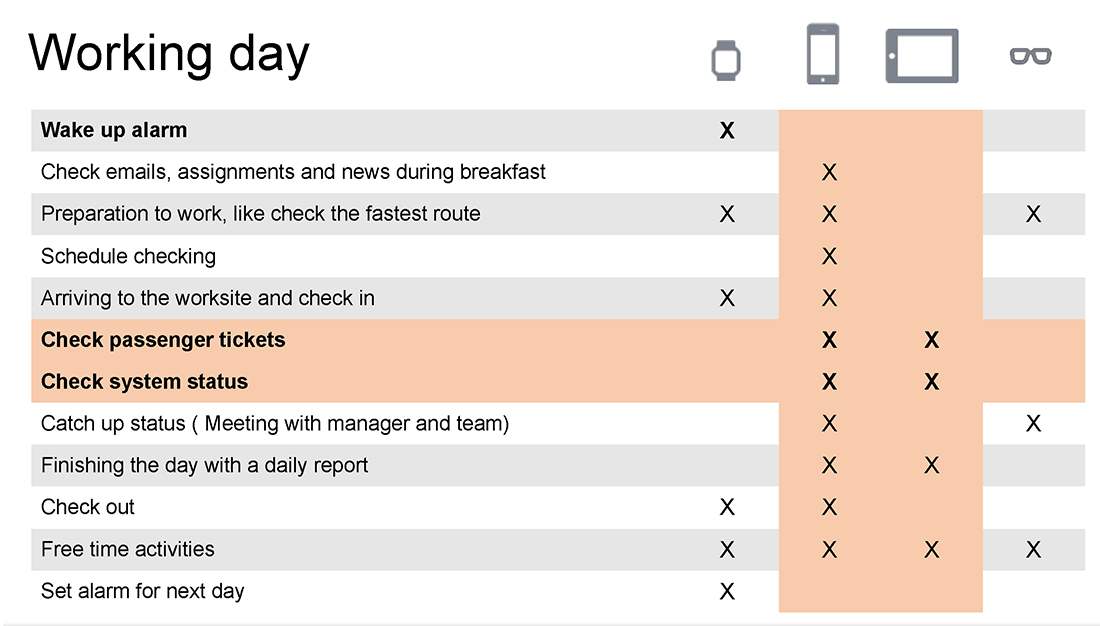 Working day
Wake up alarm X
Check emails, assignments and news during breakfast X
Preparation to work, like check the fastest route X X X
Schedule checking X
Arriving to the worksite and check in X X
Check passenger tickets X X
Check system status X X
Catch up status ( Meeting with manager and team) X X
Finishing the day with a daily report X X
Check out X X
Free time activities X X X X
Set alarm for next day X